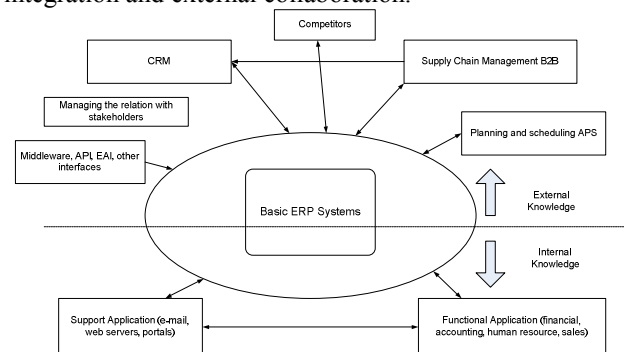 integration and external collaboration.
Competitors
CRM
Supply Chain Management B2B
Managing the relation with
stakeholders
Planning and scheduling APS
Middleware, API, EAI, other
interfaces
External
Knowledge
Basic ERP Systems
Internal
Knowledge
Support Application (e-mail,
web servers, portals)
Functional Application (financial,
accounting, human resource, sales)